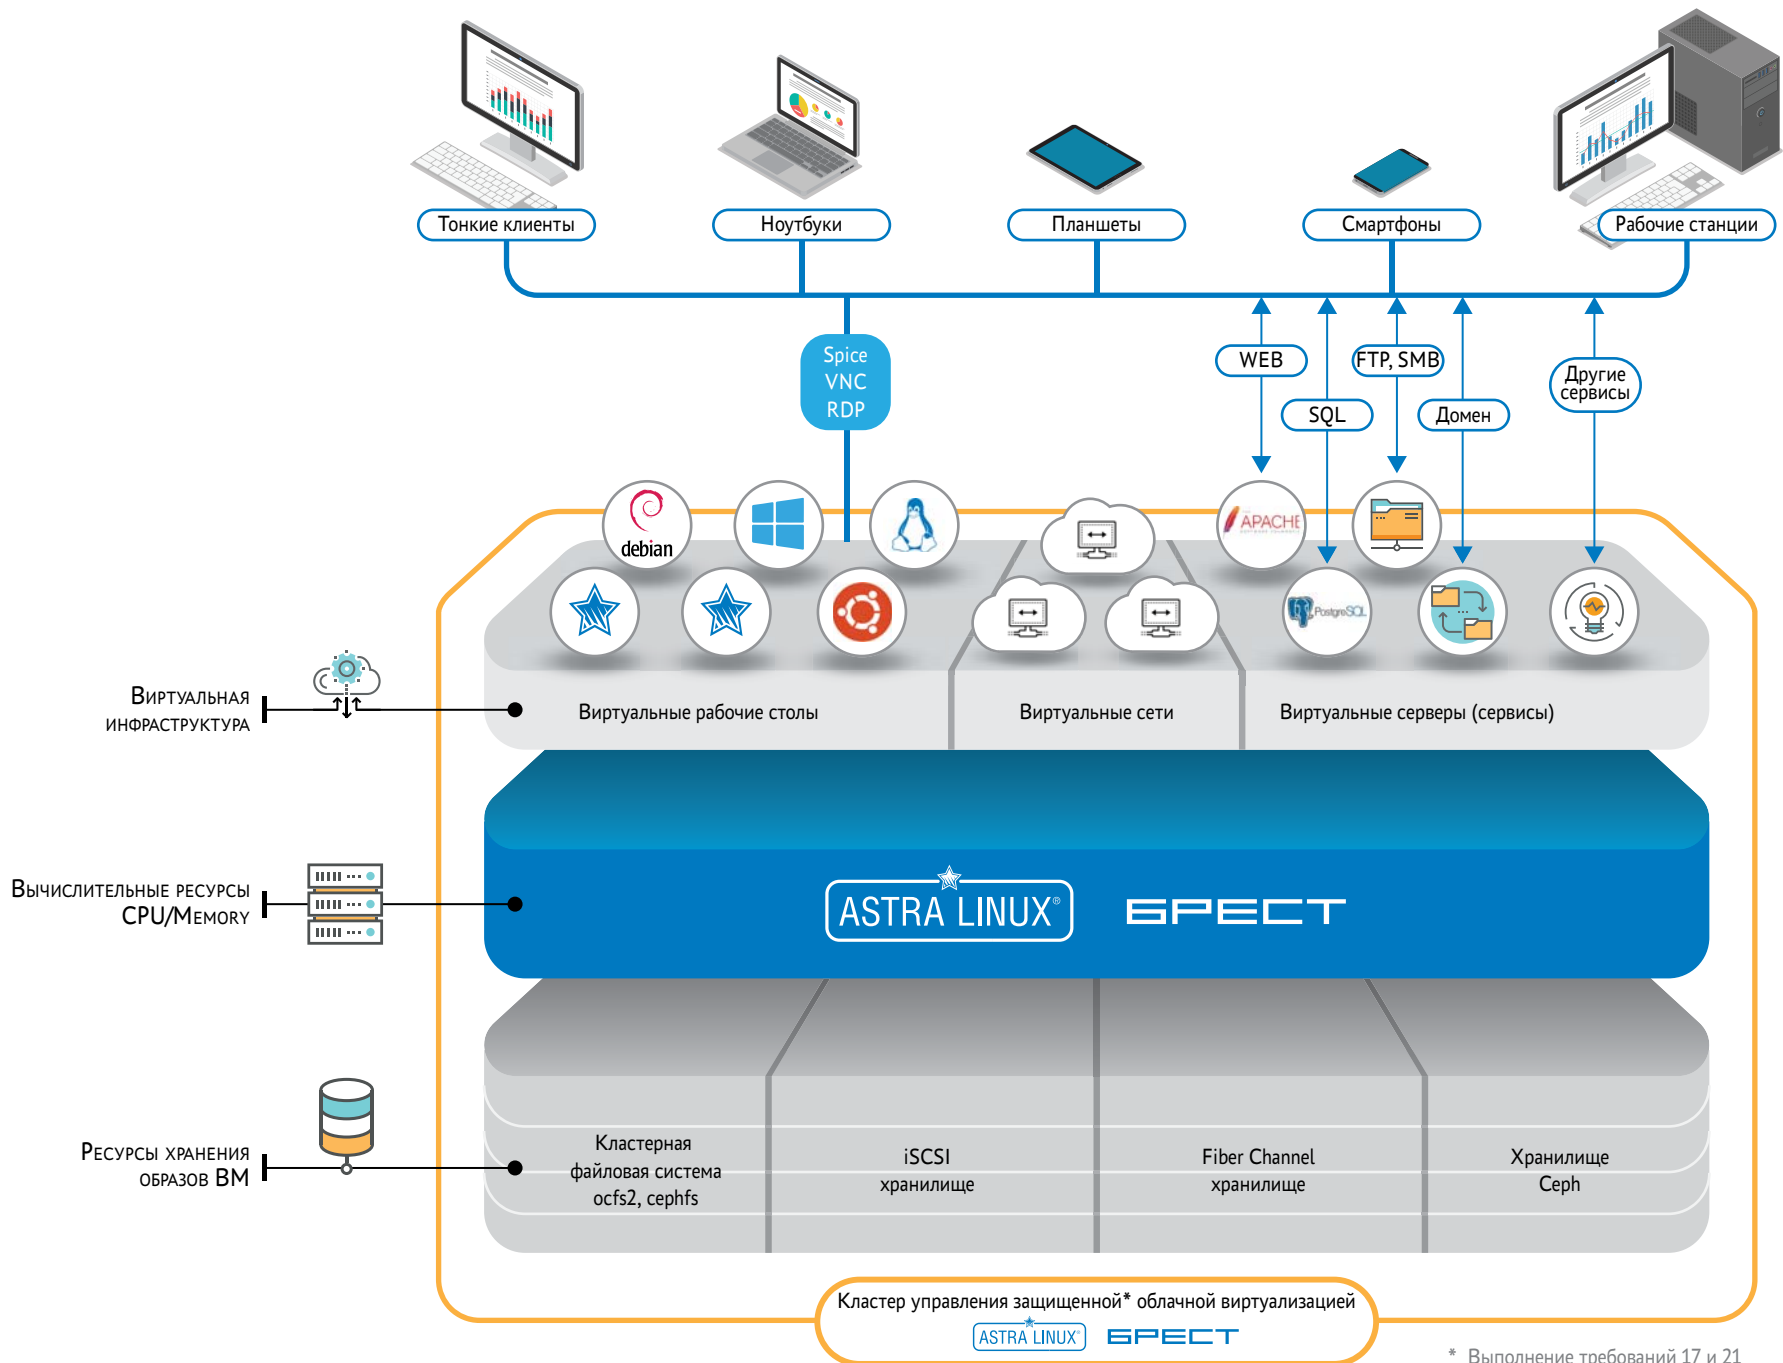 Тонкие клиенты
Ноутбуки
Планшеты
Смартфоны
Рабочие станции
Spice
VNC
RDP
WEB
SQL
FTP, SMB
Домен
Другие
сервисы
debian
APACHE
PostgreSQL
Виртуальная
инфраструктура
Виртуальные рабочие столы
Виртуальные сети
Виртуальные серверы (сервисы)
Вычислительные ресурсы
CPU/Memory
ASTRA LINUX®
БРЕСТ
Ресурсы хранения
образов ВМ
Кластерная
файловая система
ocfs2, cephfs
iSCSI
хранилище
Fiber Channel
хранилище
Хранилище
Ceph
Кластер управления защищенной* облачной виртуализацией
ASTRA LINUX®
БРЕСТ
* Выполнение требований 17 и 21